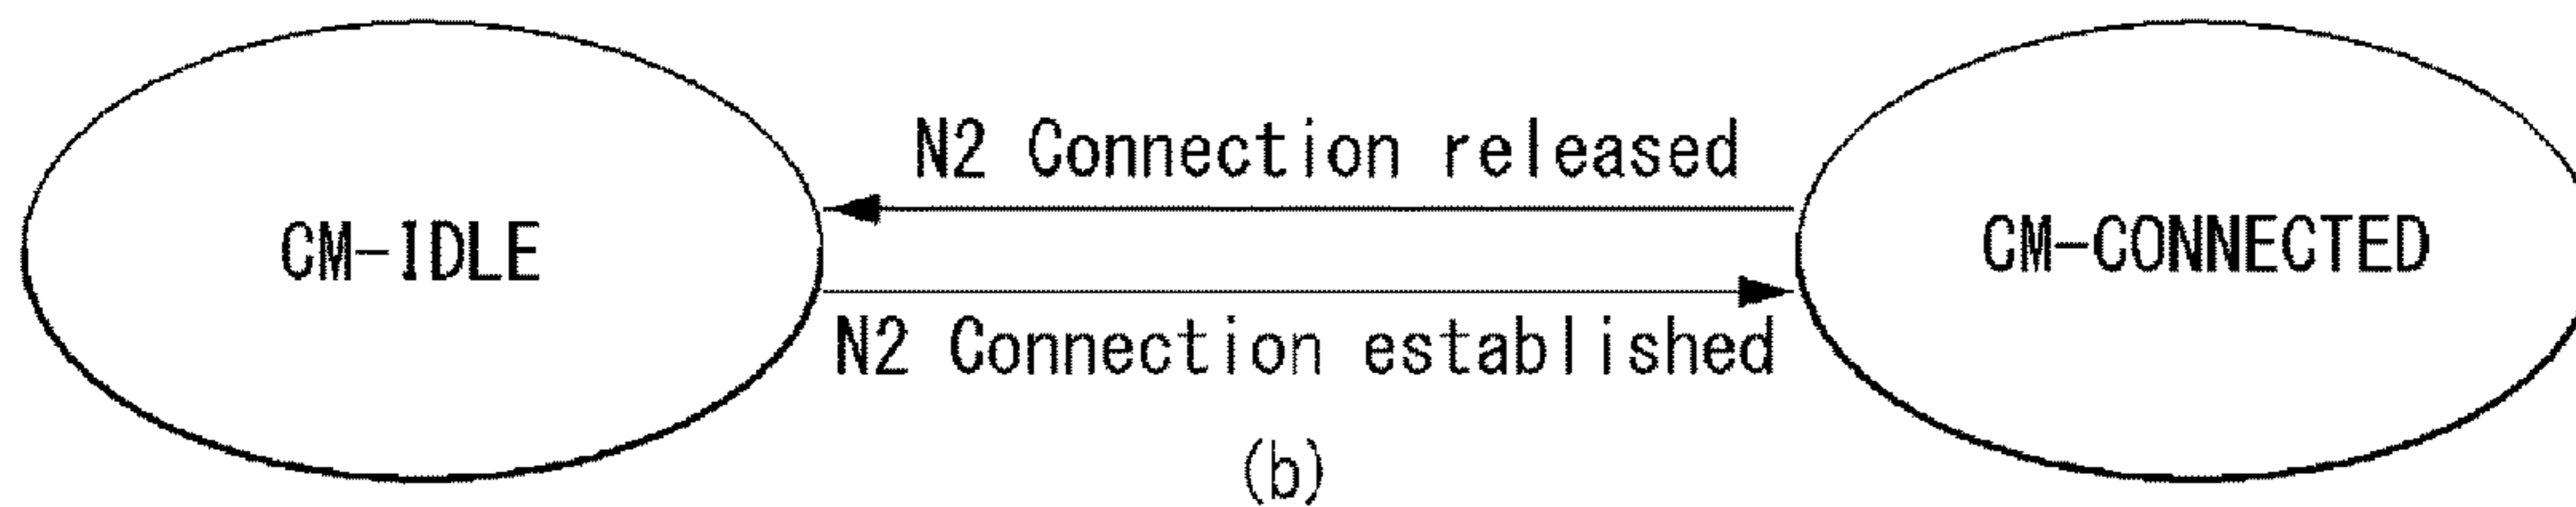 N2 Connection released
CM-IDLE
CM-CONNECTED
N2 Connection established
(b)